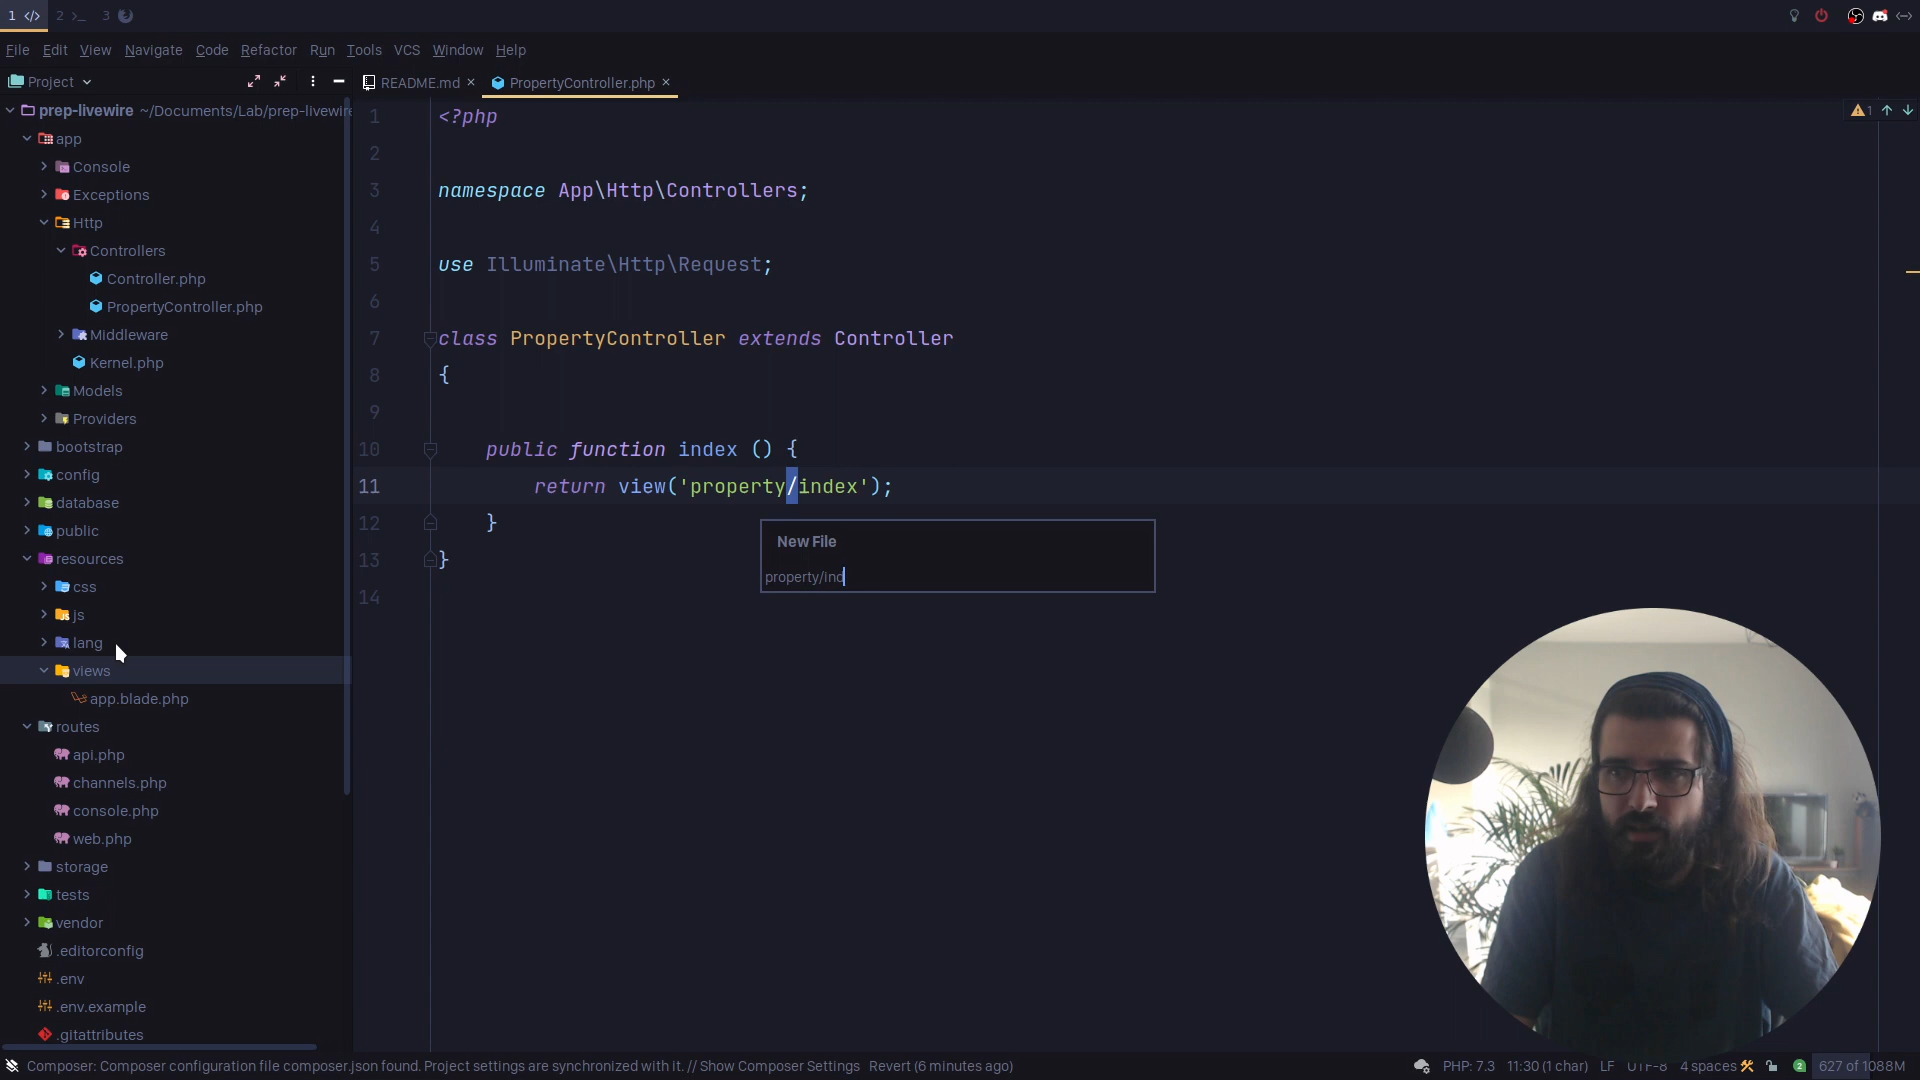 1 </> 2 >_ 3
File Edit View Navigate Code Refactor Run Tools VCS Window Help
Project
README.md × PropertyController.php ×
prep-livewire ~/Documents/Lab/prep-livewire
app
Console
Exceptions
Http
Controllers
Controller.php
PropertyController.php
Middleware
Kernel.php
Models
Providers
bootstrap
config
database
public
resources
css
js
lang
views
app.blade.php
routes
api.php
channels.php
console.php
web.php
storage
tests
vendor
.editorconfig
.env
.env.example
.gitattributes
1 <?php
2
3 namespace App\Http\Controllers;
4
5 use Illuminate\Http\Request;
6
7 class PropertyController extends Controller
8 {
9
10 public function index () {
11 return view('property/index');
12 }
13 }
14
1
New File
property/ind
Composer: Composer configuration file composer.json found. Project settings are synchronized with it. // Show Composer Settings Revert (6 minutes ago)
PHP: 7.3 11:30 (1 char) LF UTF-8 4 spaces 2 627 of 1088M